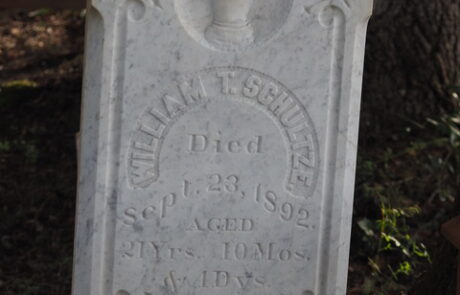 WILLIAM T. SCHULTZE
Died
Sept. 23, 1892.
AGED
21 Yrs. 10 Mos.
& 4 Dys.